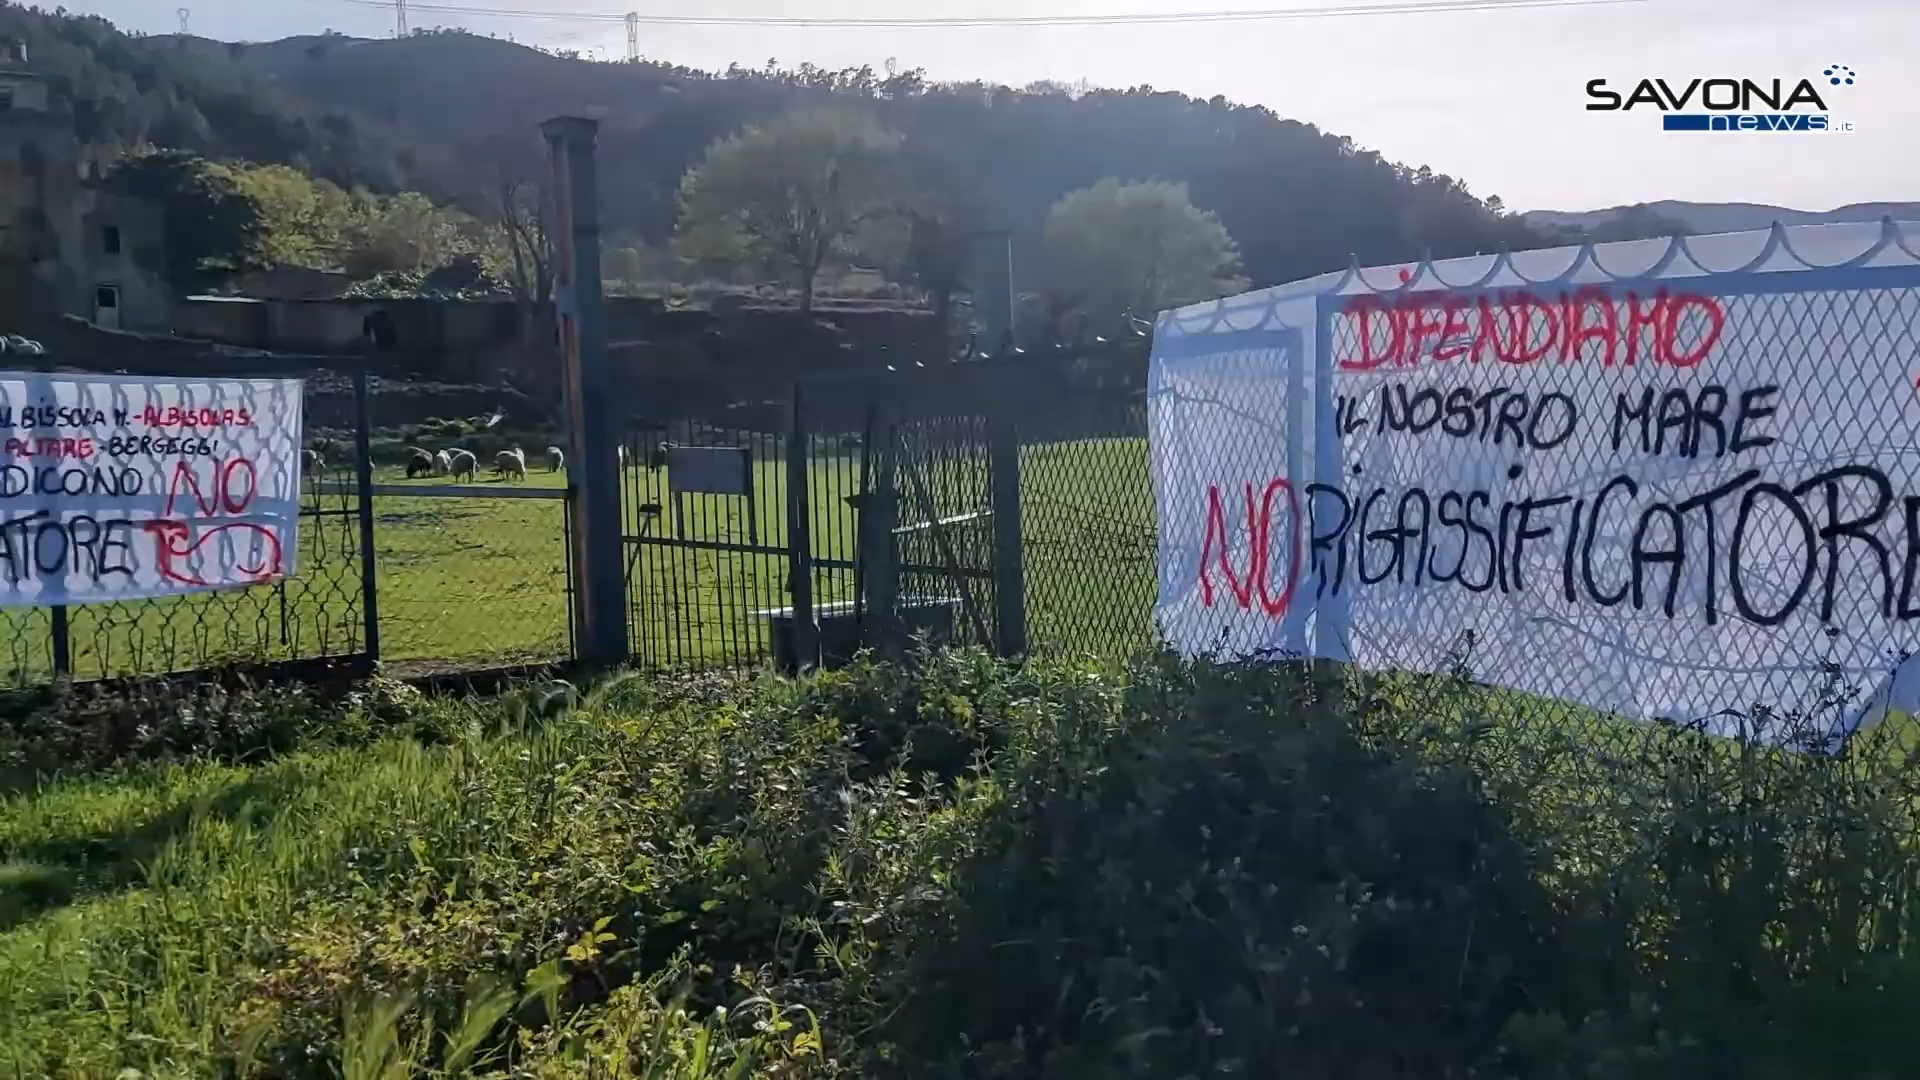 SAVONA
news.it
ALBISSOLA M.-ALBISOLA S.
ALTARE-BERGEGGI
DICONO NO
ATORE
DIFENDIAMO
IL NOSTRO MARE
NO RIGASSIFICATORE